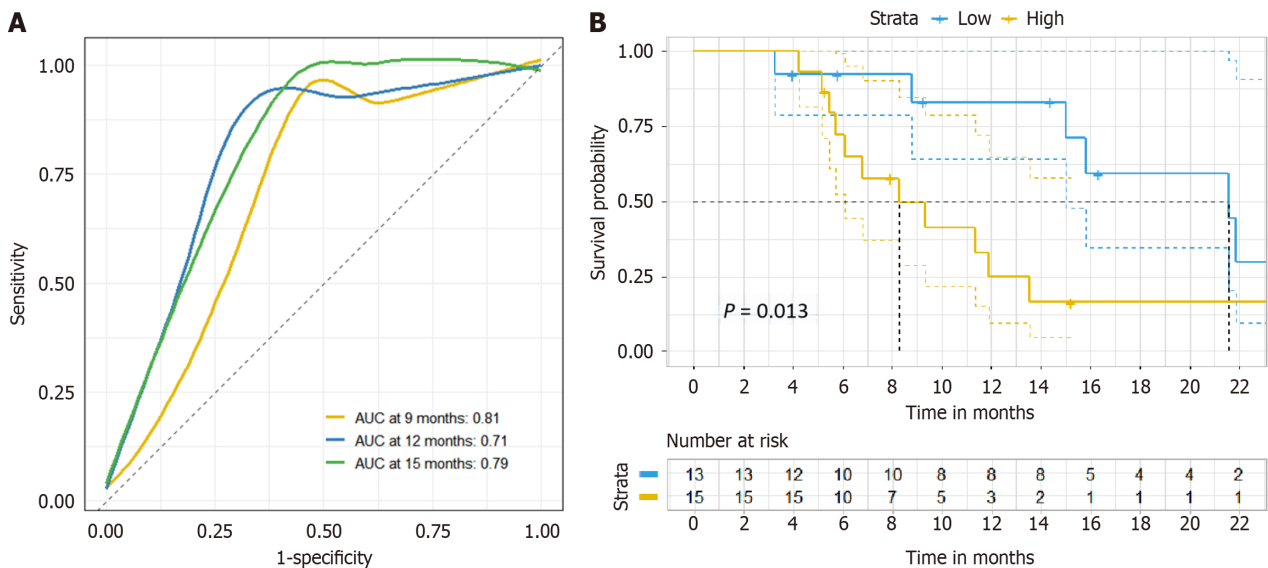 A
1.00
0.75
0.50
0.25
0.00
Sensitivity
0.00 0.25 0.50 0.75 1.00
1-specificity
AUC at 9 months: 0.81
AUC at 12 months: 0.71
AUC at 15 months: 0.79
B
Strata Low High
1.00
0.75
0.50
0.25
0.00
Survival probability
P = 0.013
0 2 4 6 8 10 12 14 16 18 20 22
Time in months
Number at risk
Strata
13 13 12 10 10 8 8 8 5 4 4 2
15 15 15 10 7 5 3 2 1 1 1 1
0 2 4 6 8 10 12 14 16 18 20 22
Time in months